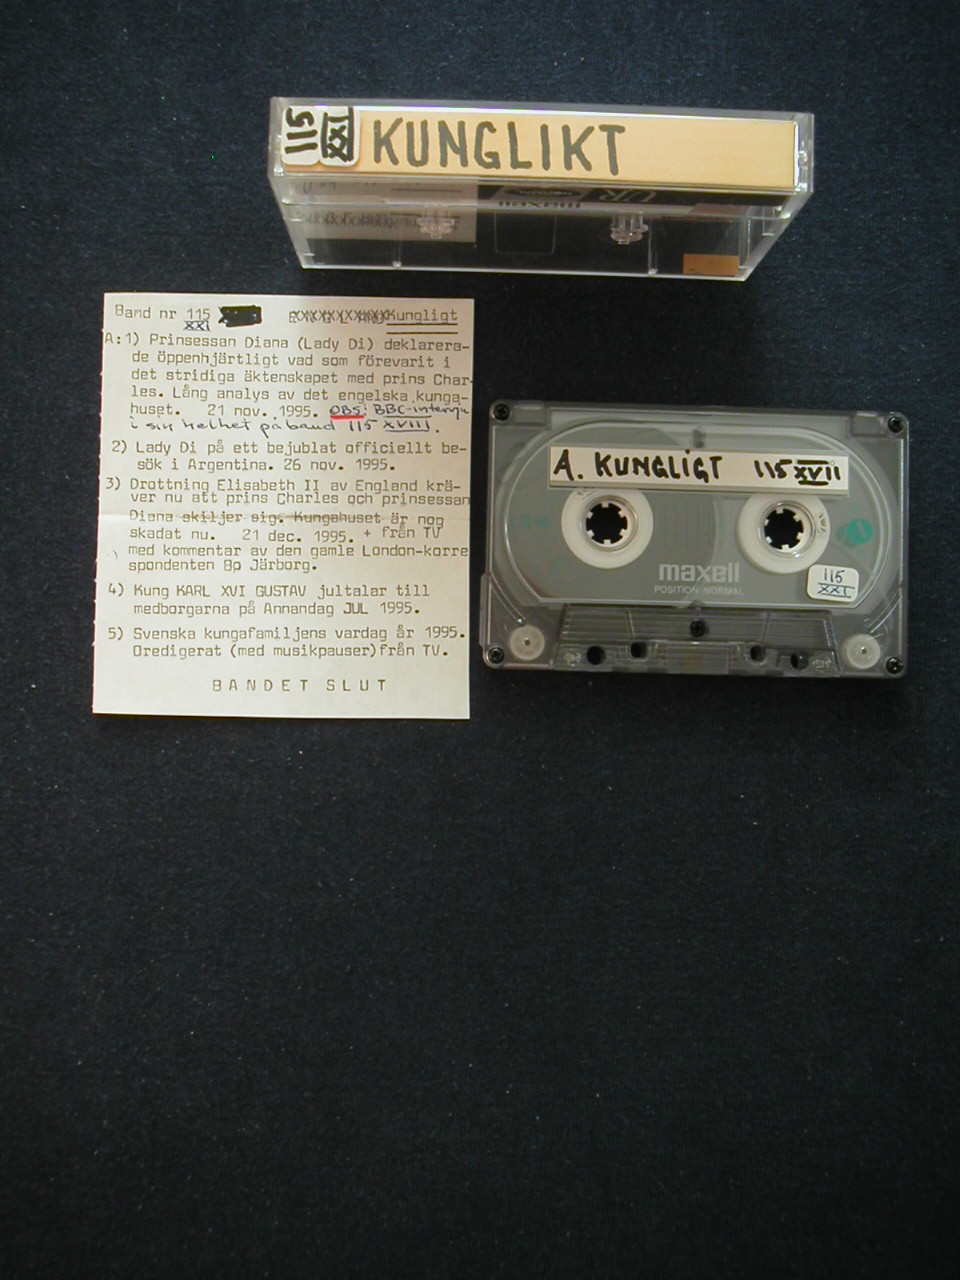 115
XXI
KUNGLIKT
maxell
UR
Band nr 115 Kungligt
XXI
A:1) Prinsessan Diana (Lady Di) deklarera-
de öppenhjärtligt vad som förevarit i
det stridiga äktenskapet med prins Char-
les. Lång analys av det engelska kunga-
huset. 21 nov. 1995. OBS! BBC-intervju
i sin helhet på band 115 XVIII.
2) Lady Di på ett bejublat officiellt be-
sök i Argentina. 26 nov. 1995.
3) Drottning Elisabeth II av England krä-
ver nu att prins Charles och prinsessan
Diana skiljer sig. Kungahuset är nog
skadat nu. 21 dec. 1995. + från TV
med kommentar av den gamle London-korre
spondenten Bo Järborg.
4) Kung KARL XVI GUSTAV jultalar till
medborgarna på Annandag JUL 1995.
5) Svenska kungafamiljens vardag år 1995.
Oredigerat (med musikpauser)från TV.
BANDET SLUT
A. KUNGLIGT 115 XVII
maxell
POSITION NORMAL
115
XXI